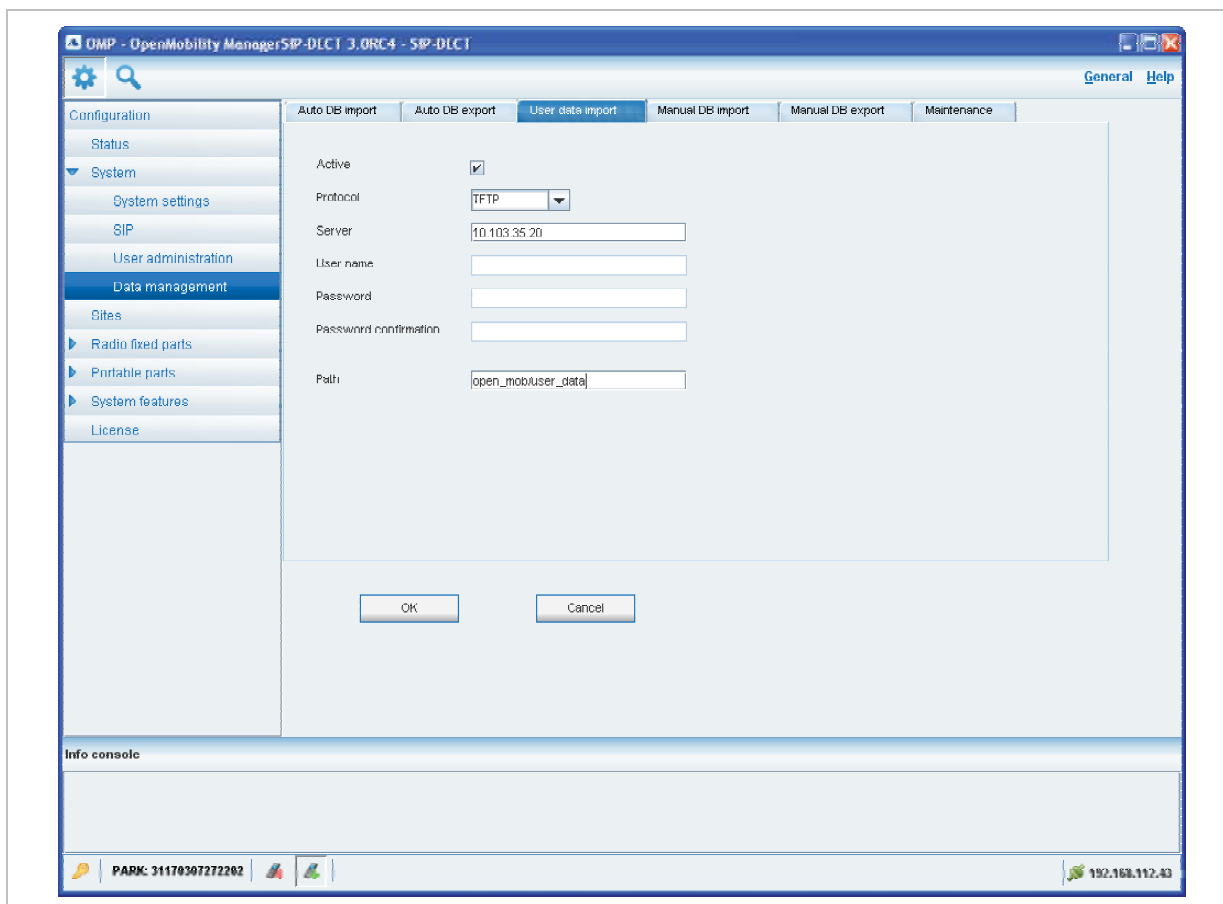 OMP - OpenMobility Manager SIP-DECT 3.0RC4 - SIP-DECT
General Help
Configuration
Status
System
System settings
SIP
User administration
Data management
Sites
Radio fixed parts
Portable parts
System features
License
Auto DB import
Auto DB export
User data import
Manual DB import
Manual DB export
Maintenance
Active
Protocol
TFTP
Server
10.103.35.20
User name
Password
Password confirmation
Path
open_mob/user_data
OK
Cancel
Info console
PARK: 31170307272202
192.168.112.43